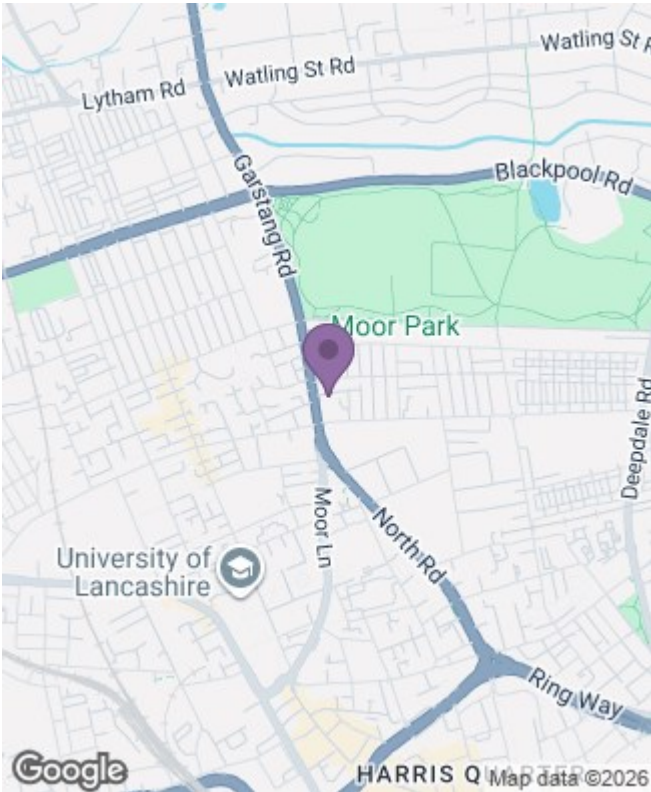 Watling St R
Watling St Rd
Lytham Rd
Blackpool Rd
Garstang Rd
Moor Park
Deepdale Rd
Moor Ln
North Rd
University of
Lancashire
Ring Way
Google
HARRIS QUARTER
Map data ©2026